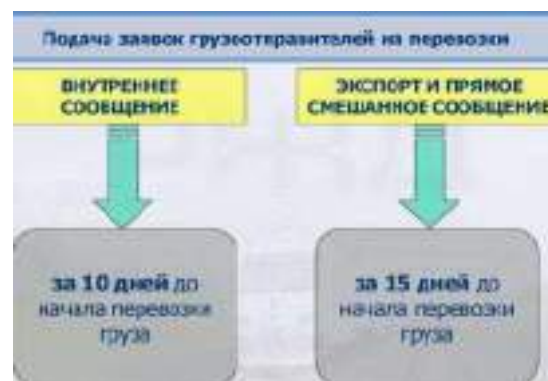 Подача заявок грузоотправителей на перевозки
ВНУТРЕННЕЕ
СООБЩЕНИЕ
ЭКСПОРТ И ПРЯМОЕ
СМЕШАННОЕ СООБЩЕНИЕ
за 10 дней до
начала перевозки
груза
за 15 дней до
начала перевозки
груза